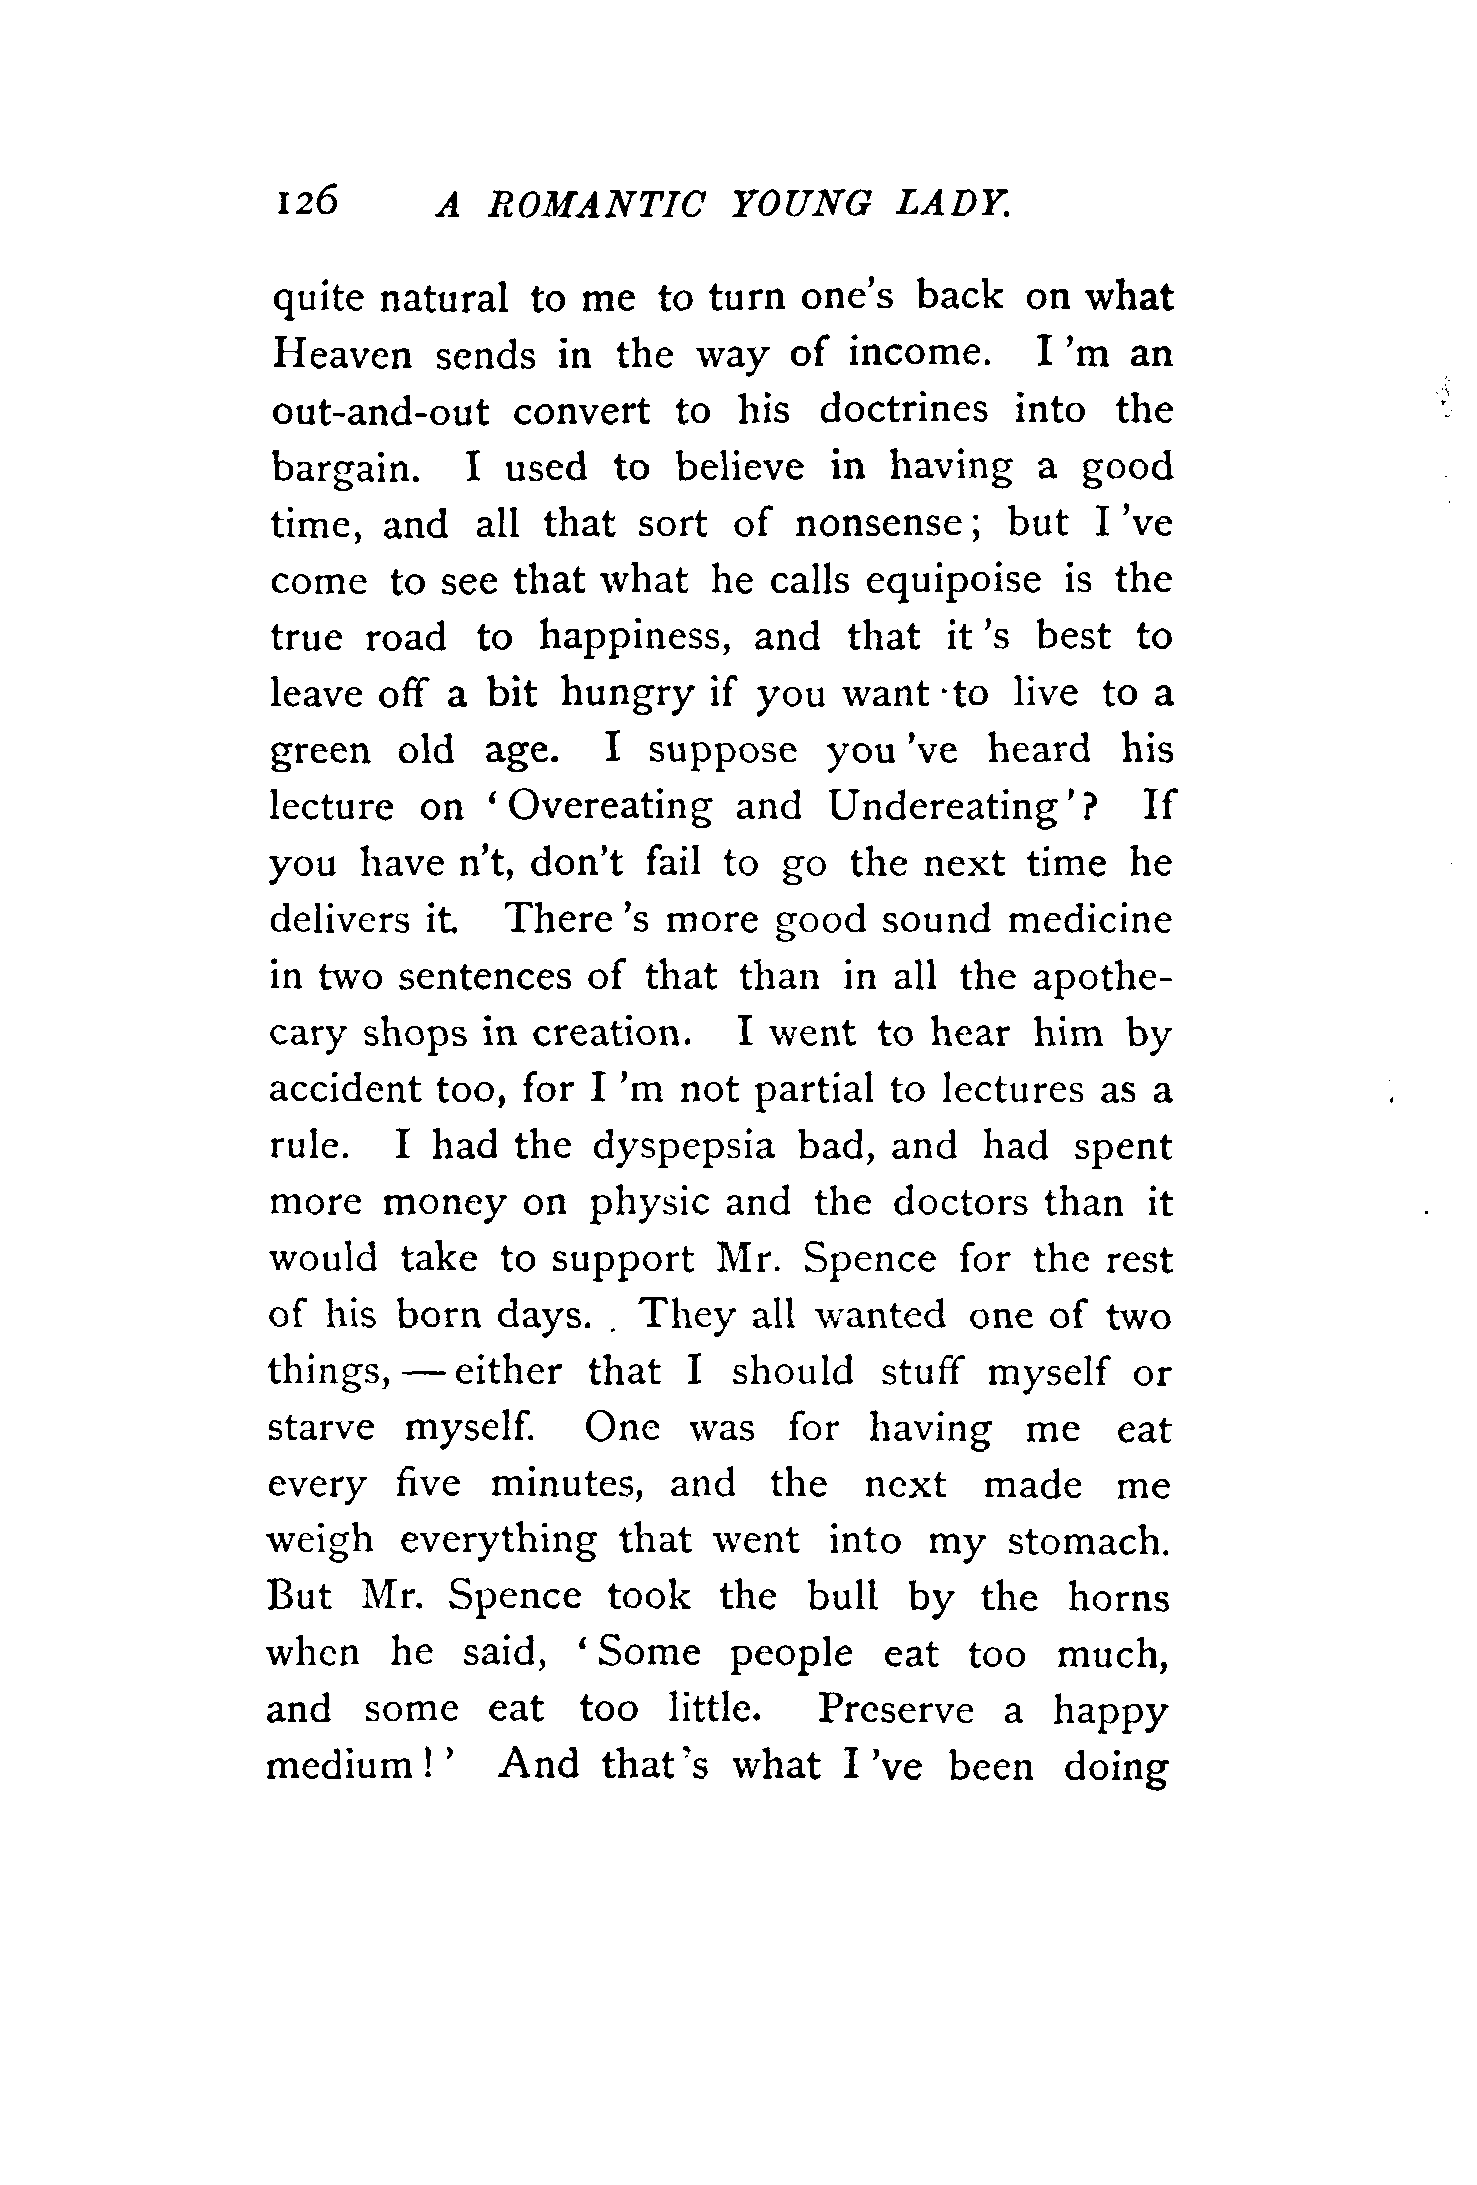 126 A ROMANTIC YOUNG LADY.
quite natural to me to turn one's back on what
Heaven sends in the way of income. I 'm an
out-and-out convert to his doctrines into the
bargain. I used to believe in having a good
time, and all that sort of nonsense; but I 've
come to see that what he calls equipoise is the
true road to happiness, and that it 's best to
leave off a bit hungry if you want to live to a
green old age. I suppose you 've heard his
lecture on 'Overeating and Undereating'? If
you have n't, don't fail to go the next time he
delivers it. There 's more good sound medicine
in two sentences of that than in all the apothe-
cary shops in creation. I went to hear him by
accident too, for I 'm not partial to lectures as a
rule. I had the dyspepsia bad, and had spent
more money on physic and the doctors than it
would take to support Mr. Spence for the rest
of his born days. They all wanted one of two
things, — either that I should stuff myself or
starve myself. One was for having me eat
every five minutes, and the next made me
weigh everything that went into my stomach.
But Mr. Spence took the bull by the horns
when he said, 'Some people eat too much,
and some eat too little. Preserve a happy
medium!' And that 's what I 've been doing